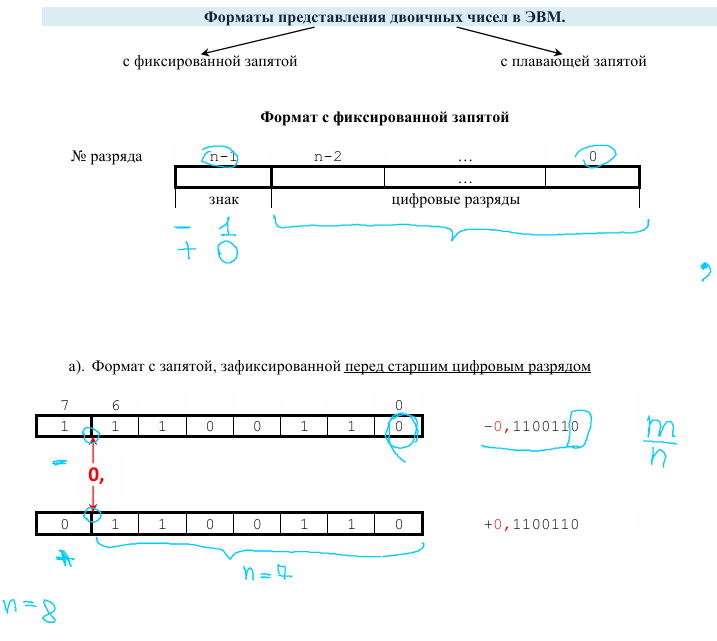 Форматы представления двоичных чисел в ЭВМ.
с фиксированной запятой с плавающей запятой
Формат с фиксированной запятой
№ разряда n-1 n-2 ... 0
...
знак цифровые разряды
− 1
+ 0
,
а). Формат с запятой, зафиксированной перед старшим цифровым разрядом
7 6 0
1 1 1 0 0 1 1 0 -0,1100110
m/n
0,
0 1 1 0 0 1 1 0 +0,1100110
n=7
n=8